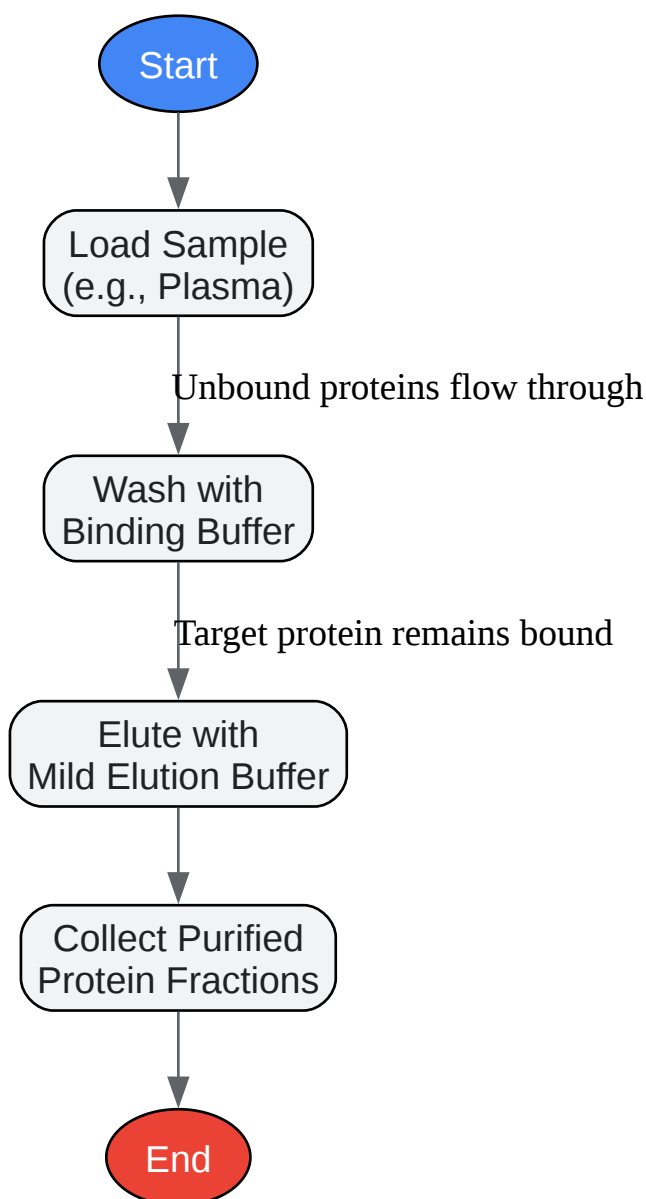 Start
Load Sample
(e.g., Plasma)
Unbound proteins flow through
Wash with
Binding Buffer
Target protein remains bound
Elute with
Mild Elution Buffer
Collect Purified
Protein Fractions
End